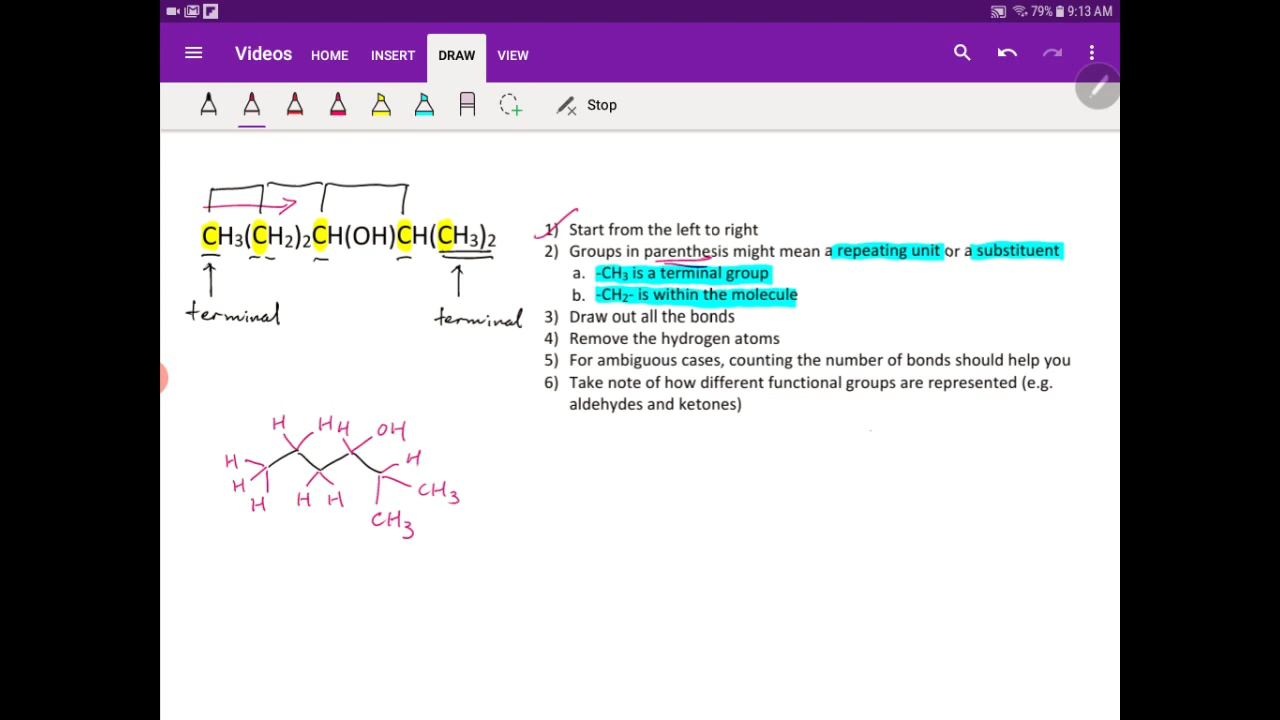 79% 9:13 AM
Videos HOME INSERT DRAW VIEW
Stop
CH3(CH2)2CH(OH)CH(CH3)2
terminal
terminal
1) Start from the left to right
2) Groups in parenthesis might mean a repeating unit or a substituent
a. -CH3 is a terminal group
b. -CH2- is within the molecule
3) Draw out all the bonds
4) Remove the hydrogen atoms
5) For ambiguous cases, counting the number of bonds should help you
6) Take note of how different functional groups are represented (e.g.
aldehydes and ketones)
H H H OH
H H
H H H H CH3
CH3